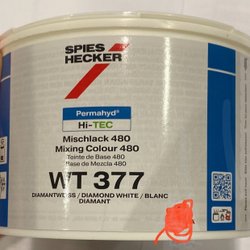 SPIES
HECKER
Permahyd®
Hi-TEC
Mischlack 480
Mixing Colour 480
Teinte de Base 480
Base de Mezcla 480
WT 377
DIAMANTWEISS / DIAMOND WHITE / BLANC
DIAMANT